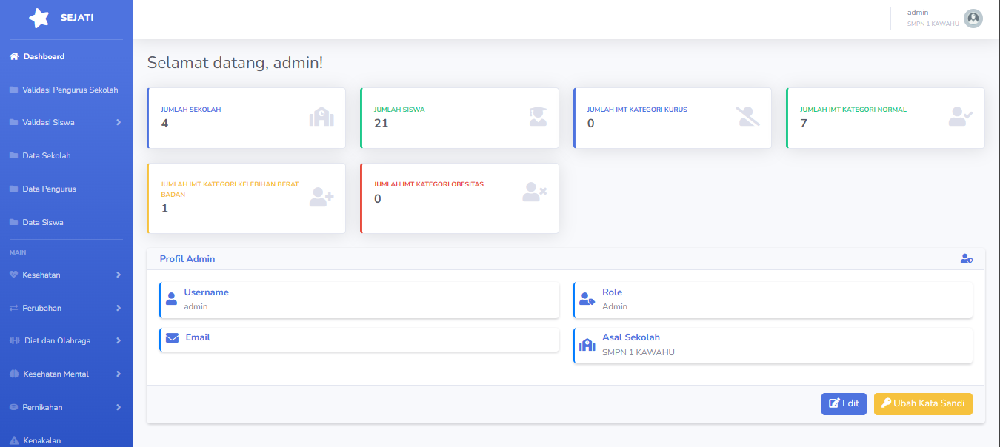 SEJATI
admin
SMPN 1 KAWAHU
Dashboard
Validasi Pengurus Sekolah
Validasi Siswa
Data Sekolah
Data Pengurus
Data Siswa
MAIN
Kesehatan
Perubahan
Diet dan Olahraga
Kesehatan Mental
Pernikahan
Kenakalan
Selamat datang, admin!
JUMLAH SEKOLAH
4
JUMLAH SISWA
21
JUMLAH IMT KATEGORI KURUS
0
JUMLAH IMT KATEGORI NORMAL
7
JUMLAH IMT KATEGORI KELEBIHAN BERAT
BADAN
1
JUMLAH IMT KATEGORI OBESITAS
0
Profil Admin
Username
admin
Role
Admin
Email
Asal Sekolah
SMPN 1 KAWAHU
Edit
Ubah Kata Sandi